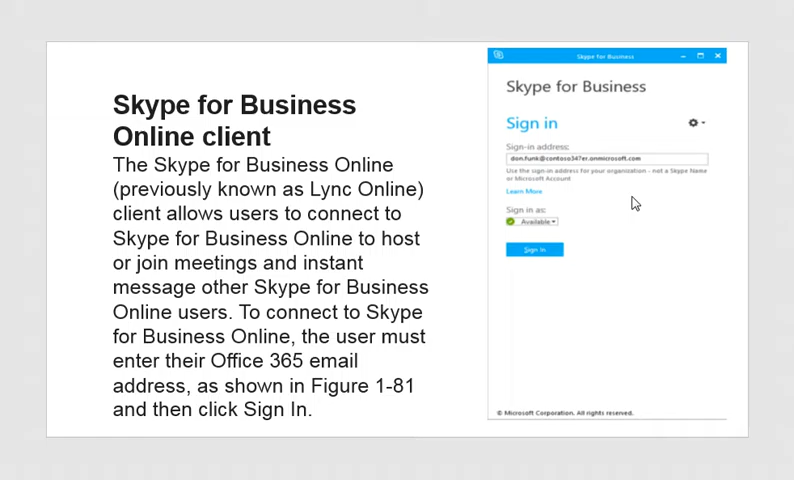 Skype for Business
Online client
The Skype for Business Online
(previously known as Lync Online)
client allows users to connect to
Skype for Business Online to host
or join meetings and instant
message other Skype for Business
Online users. To connect to Skype
for Business Online, the user must
enter their Office 365 email
address, as shown in Figure 1-81
and then click Sign In.
Skype for Business
Skype for Business
Sign in
Sign-in address:
don.funk@contoso347er.onmicrosoft.com
Use the sign-in address for your organization - not a Skype Name
or Microsoft Account
Learn More
Sign in as:
Available
Sign In
© Microsoft Corporation. All rights reserved.